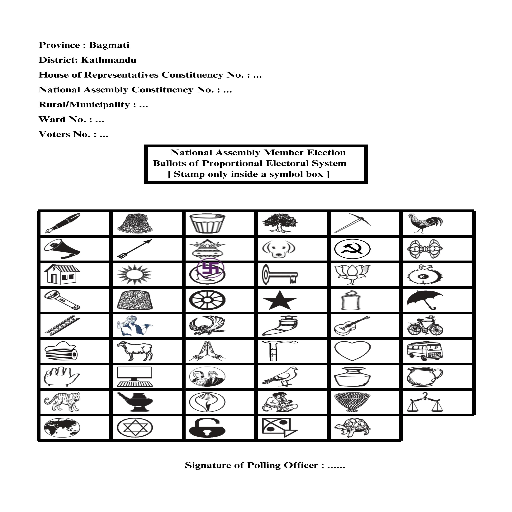 Province : Bagmati
District: Kathmandu
House of Representatives Constituency No. : ...
National Assembly Constituency No. : ...
Rural/Municipality : ...
Ward No. : ...
Voters No. : ...
National Assembly Member Election
Ballots of Proportional Electoral System
[ Stamp only inside a symbol box ]
Signature of Polling Officer : ......